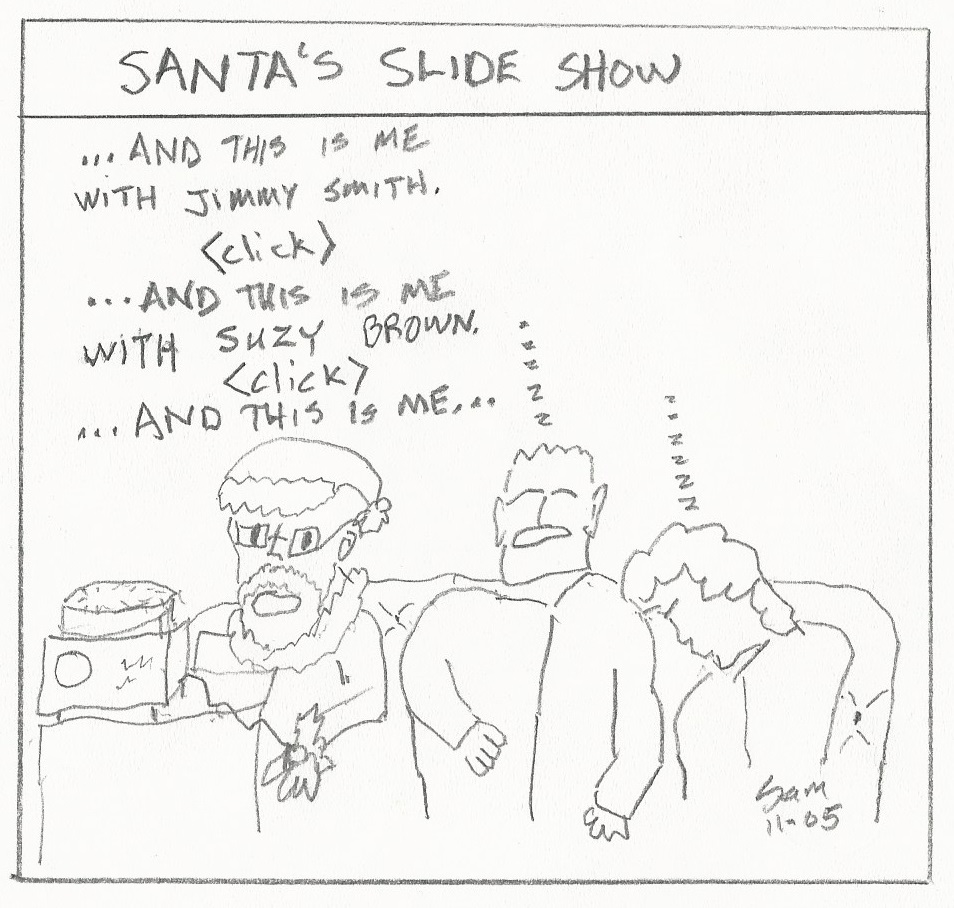 SANTA'S SLIDE SHOW
...AND THIS IS ME
WITH JIMMY SMITH.
<click>
...AND THIS IS ME
WITH SUZY BROWN.
<click>
...AND THIS IS ME...
z z z z z
z z z z z z
Sam
11-05